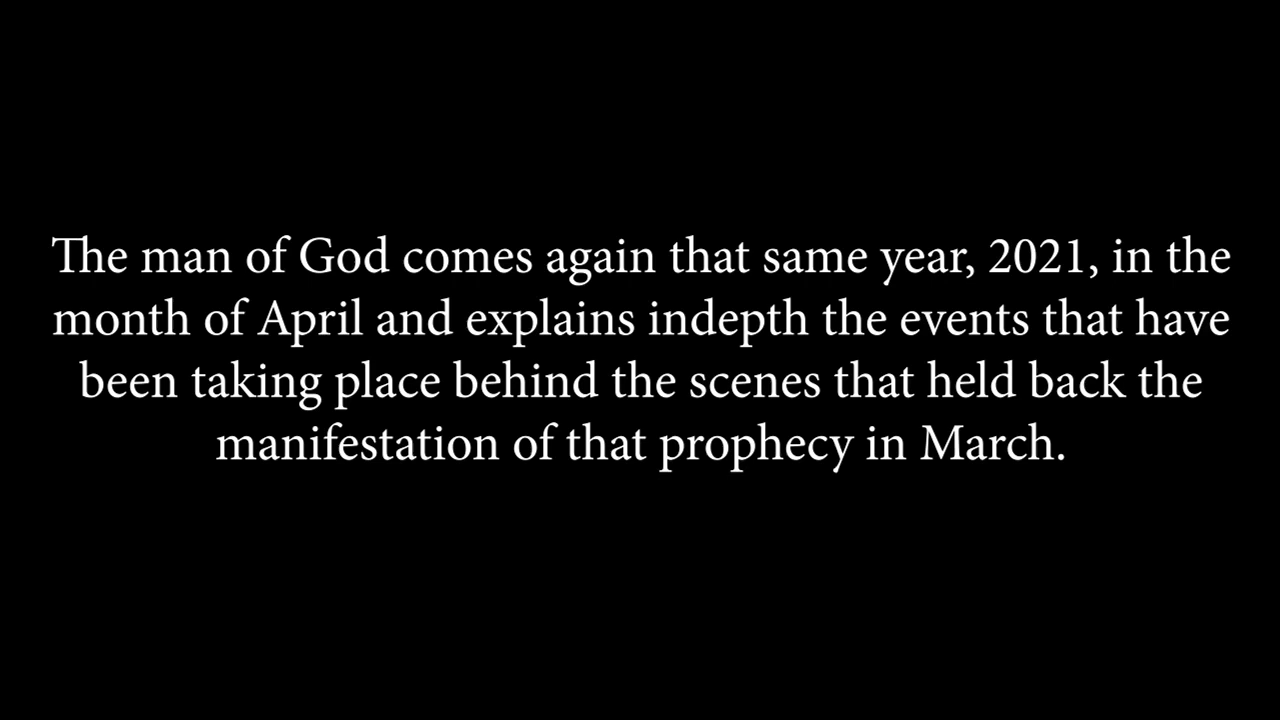 The man of God comes again that same year, 2021, in the
month of April and explains indepth the events that have
been taking place behind the scenes that held back the
manifestation of that prophecy in March.